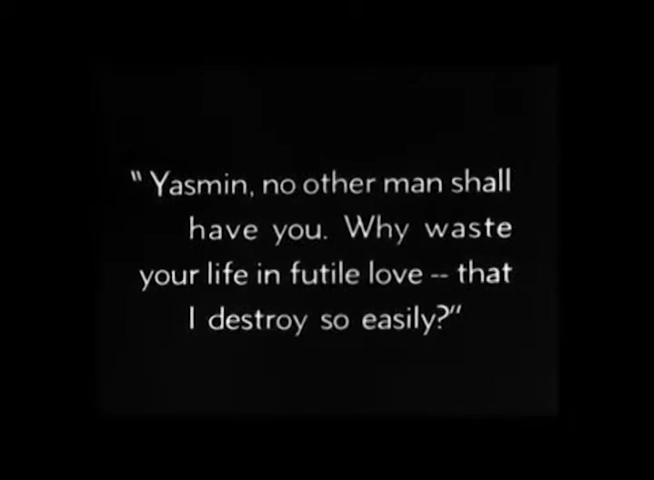 "Yasmin, no other man shall
have you. Why waste
your life in futile love -- that
I destroy so easily?"